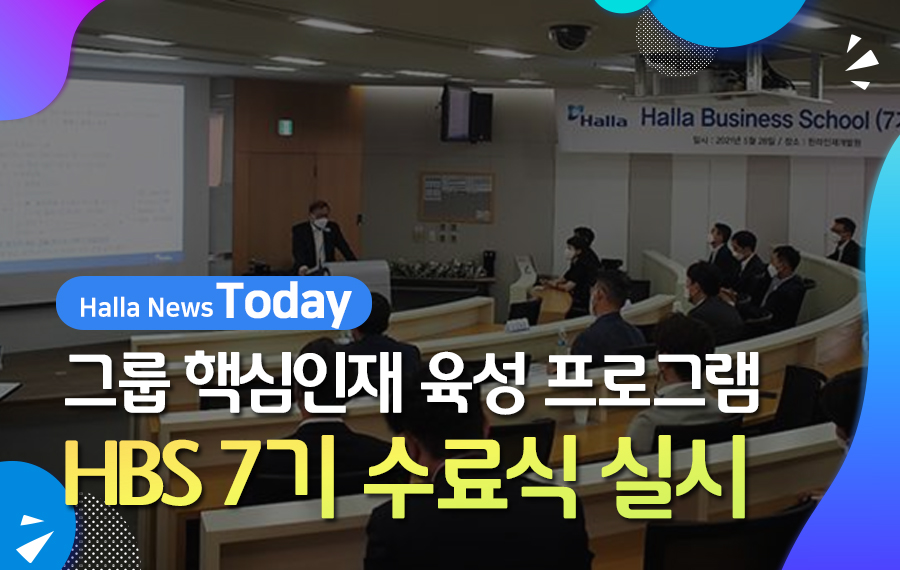 Halla Halla Business School (7기
일시 : 2021년 5월 28일 / 장소 : 한라인재개발원
Halla News Today
그룹 핵심인재 육성 프로그램
HBS 7기 수료식 실시